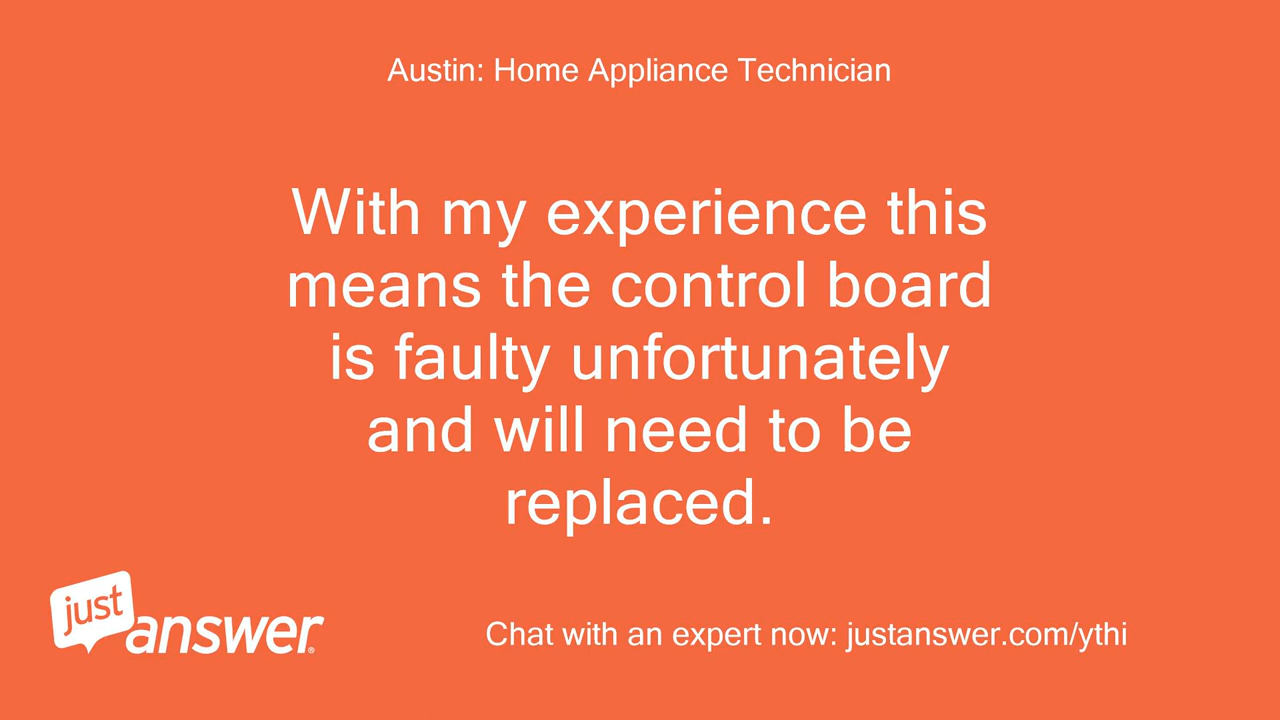 Austin: Home Appliance Technician
With my experience this
means the control board
is faulty unfortunately
and will need to be
replaced.
just
answer®
Chat with an expert now: justanswer.com/ythi